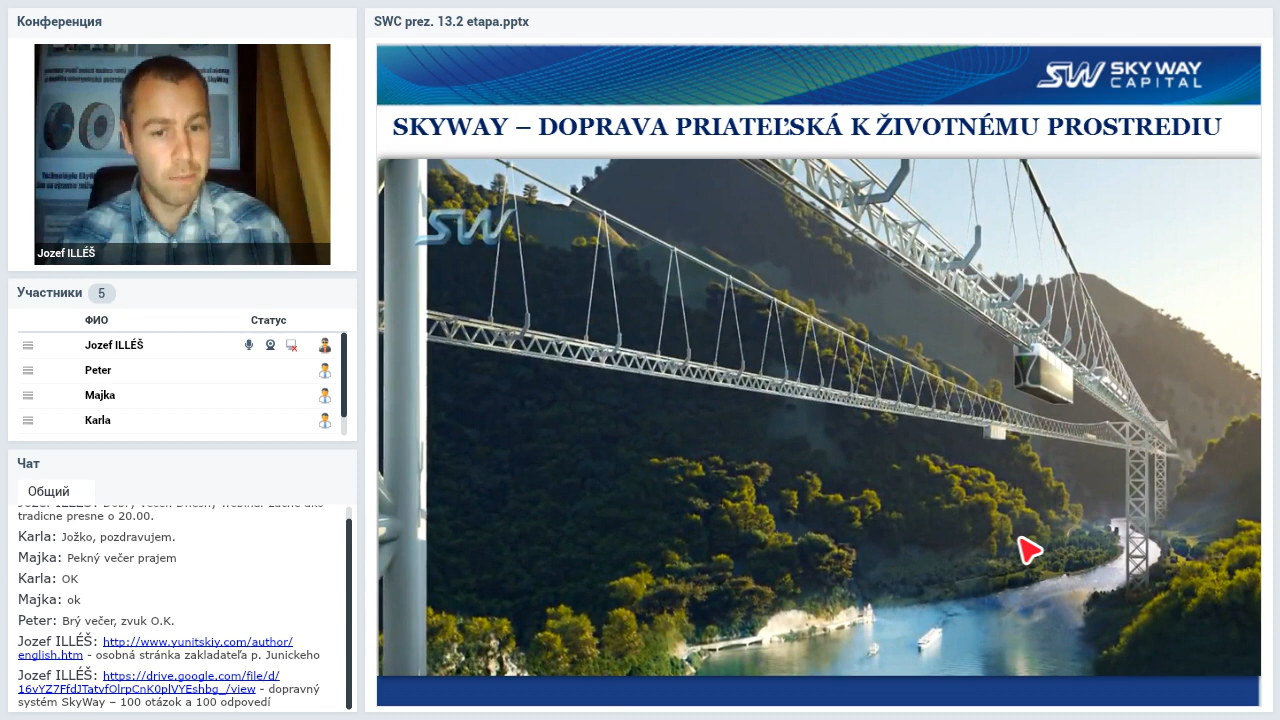 Конференция
Jozef ILLÉŠ
Участники 5
ФИО Статус
Jozef ILLÉŠ
Peter
Majka
Karla
Чат
Общий
tradicne presne o 20.00.
Karla: Jožko, pozdravujem.
Majka: Pekný večer prajem
Karla: OK
Majka: ok
Peter: Brý večer, zvuk O.K.
Jozef ILLÉŠ: http://www.yunitskiy.com/author/
english.htm - osobná stránka zakladateľa p. Junickeho
Jozef ILLÉŠ: https://drive.google.com/file/d/
16vYZ7FfdJTatvfOlrpCnK0plVYEshbg_/view - dopravný
systém SkyWay – 100 otázok a 100 odpovedí
SWC prez. 13.2 etapa.pptx
SW SKY WAY
CAPITAL
SKYWAY – DOPRAVA PRIATEĽSKÁ K ŽIVOTNÉMU PROSTREDIU
SW